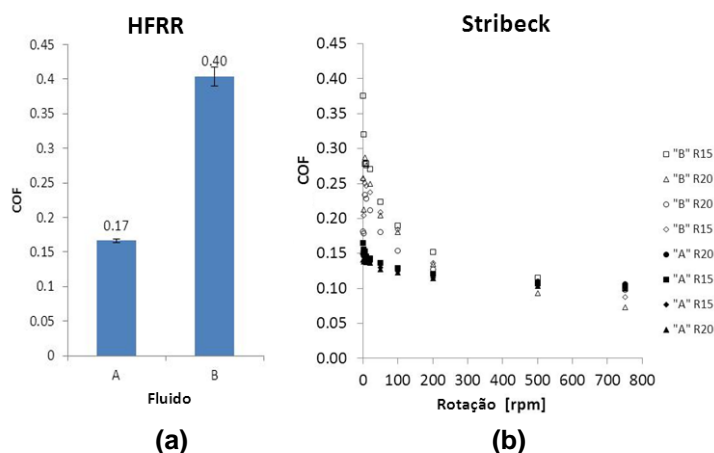 HFRR
0.45
0.4
0.35
0.3
0.25
0.2
0.15
0.1
0.05
0
COF
0.17
0.40
A
B
Fluido
(a)
Stribeck
0.45
0.40
0.35
0.30
0.25
0.20
0.15
0.10
0.05
0.00
COF
0 100 200 300 400 500 600 700 800
Rotação [rpm]
"B" R15
"B" R20
"B" R20
"B" R15
"A" R20
"A" R15
"A" R15
"A" R20
(b)